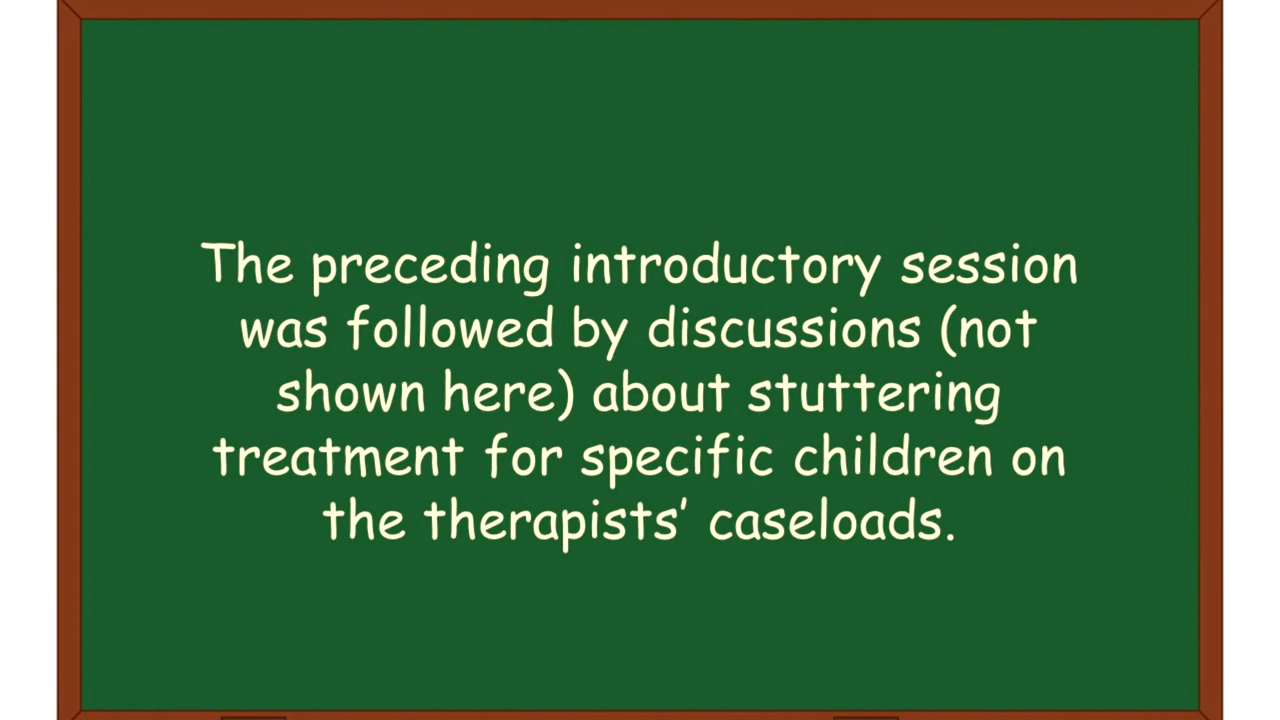 The preceding introductory session
was followed by discussions (not
shown here) about stuttering
treatment for specific children on
the therapists’ caseloads.